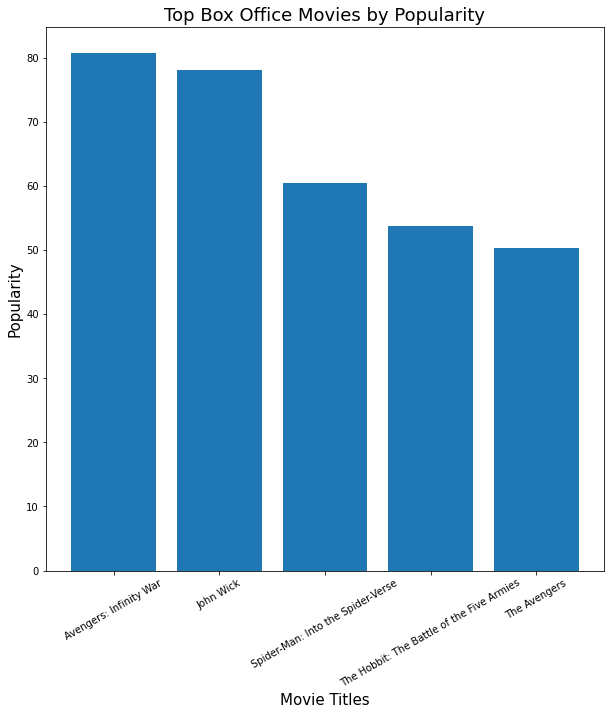 Top Box Office Movies by Popularity
Popularity
80
70
60
50
40
30
20
10
0
Avengers: Infinity War
John Wick
Spider-Man: Into the Spider-Verse
The Hobbit: The Battle of the Five Armies
The Avengers
Movie Titles